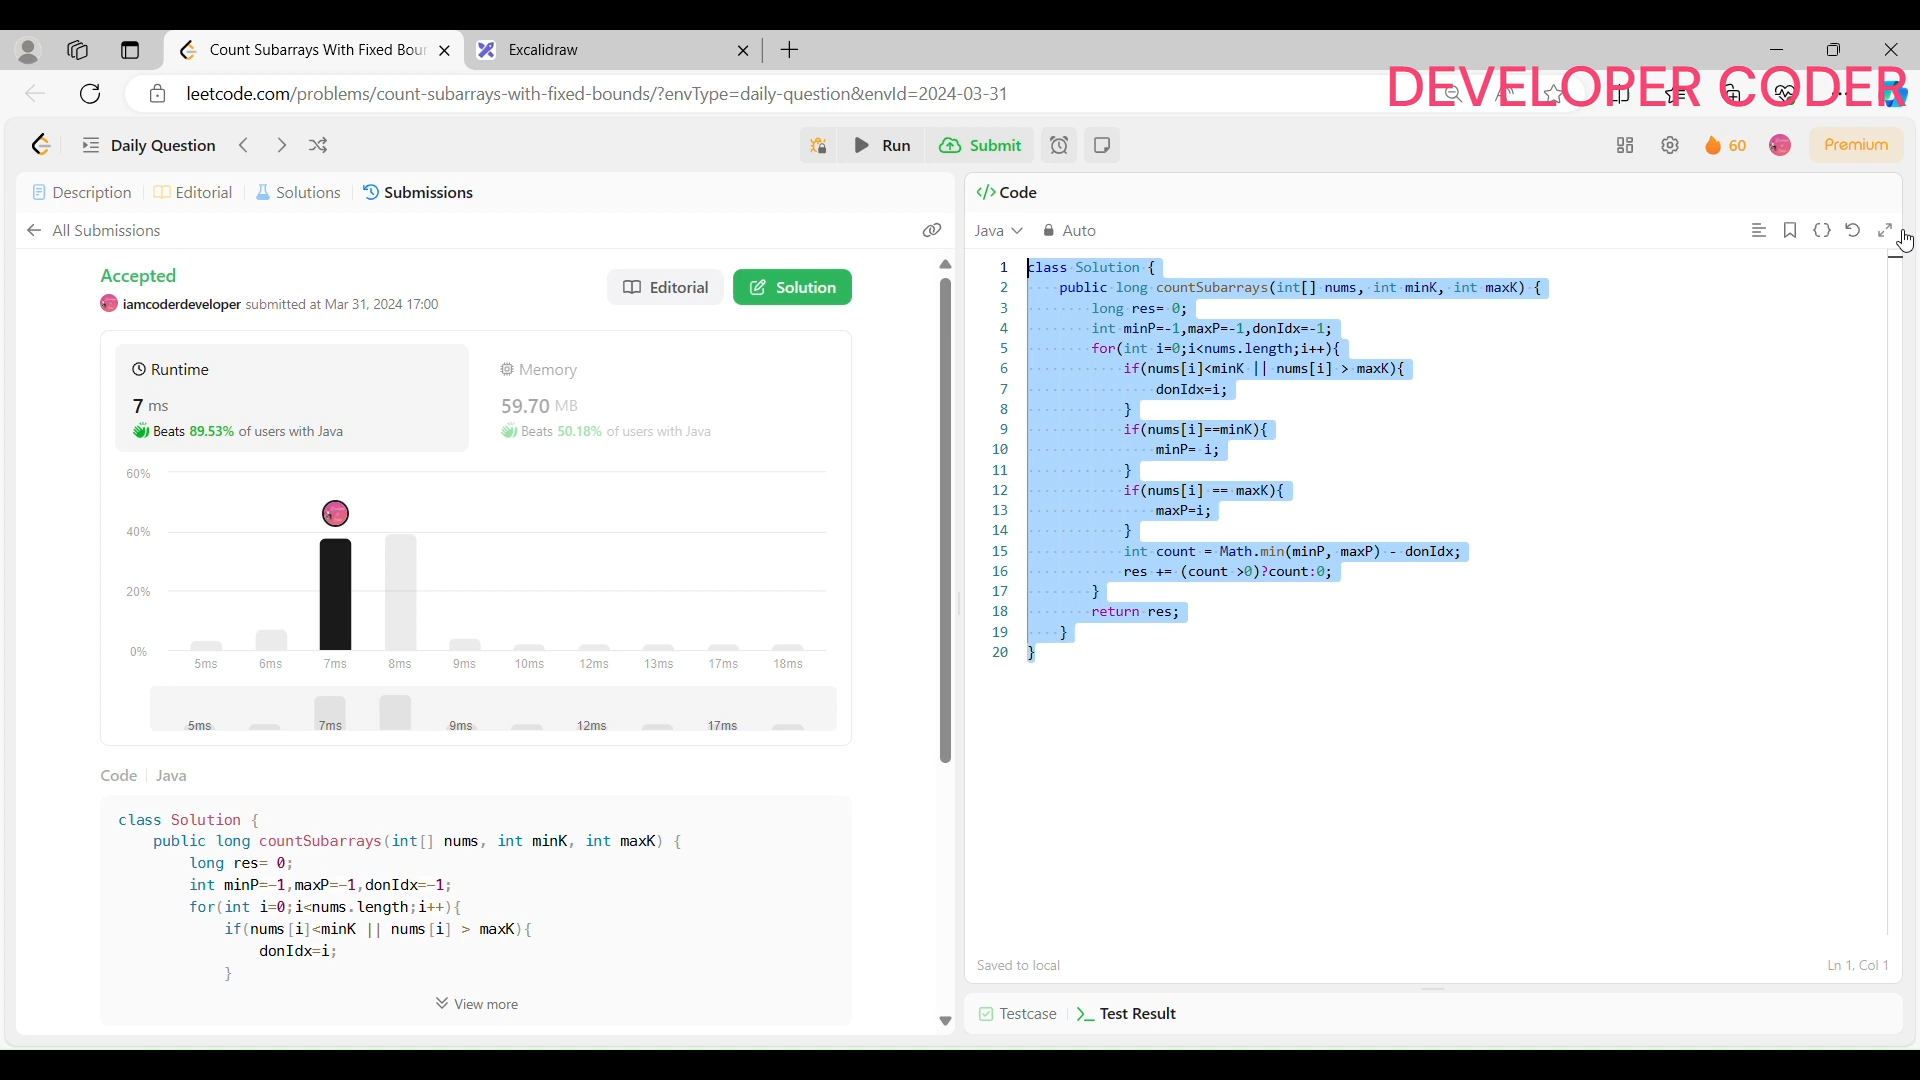 Count Subarrays With Fixed Bour
Excalidraw
leetcode.com/problems/count-subarrays-with-fixed-bounds/?envType=daily-question&envId=2024-03-31
DEVELOPER CODER
Daily Question
Run
Submit
60
Premium
Description
Editorial
Solutions
Submissions
All Submissions
Accepted
iamcoderdeveloper submitted at Mar 31, 2024 17:00
Editorial
Solution
Runtime
7 ms
Beats 89.53% of users with Java
Memory
59.70 MB
Beats 50.18% of users with Java
60%
40%
20%
0%
5ms 6ms 7ms 8ms 9ms 10ms 12ms 13ms 17ms 18ms
5ms 7ms 9ms 12ms 17ms
Code Java
class Solution {
public long countSubarrays(int[] nums, int minK, int maxK) {
long res= 0;
int minP=-1,maxP=-1,donIdx=-1;
for(int i=0;i<nums.length;i++){
if(nums[i]<minK || nums[i] > maxK){
donIdx=i;
}
View more
</> Code
Java
Auto
1 class Solution {
2 public long countSubarrays(int[] nums, int minK, int maxK) {
3 long res= 0;
4 int minP=-1,maxP=-1,donIdx=-1;
5 for(int i=0;i<nums.length;i++){
6 if(nums[i]<minK || nums[i] > maxK){
7 donIdx=i;
8 }
9 if(nums[i]==minK){
10 minP= i;
11 }
12 if(nums[i] == maxK){
13 maxP=i;
14 }
15 int count = Math.min(minP, maxP) - donIdx;
16 res += (count >0)?count:0;
17 }
18 return res;
19 }
20 }
Saved to local
Ln 1, Col 1
Testcase
Test Result